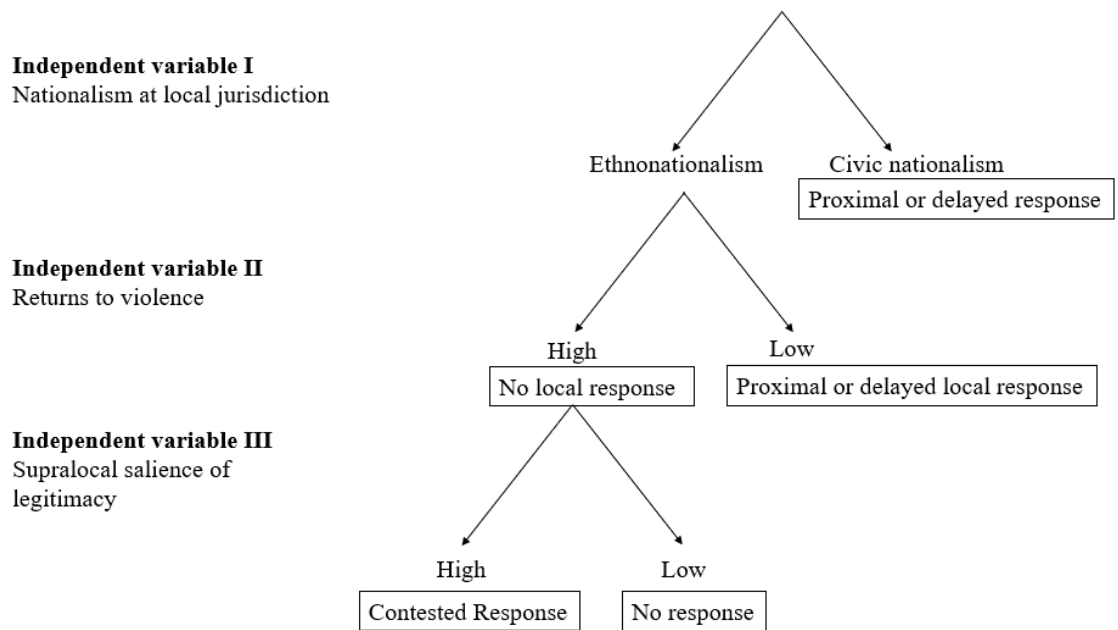 Independent variable I
Nationalism at local jurisdiction
Ethnonationalism
Civic nationalism
Proximal or delayed response
Independent variable II
Returns to violence
High
Low
No local response
Proximal or delayed local response
Independent variable III
Supralocal salience of
legitimacy
High
Low
Contested Response
No response